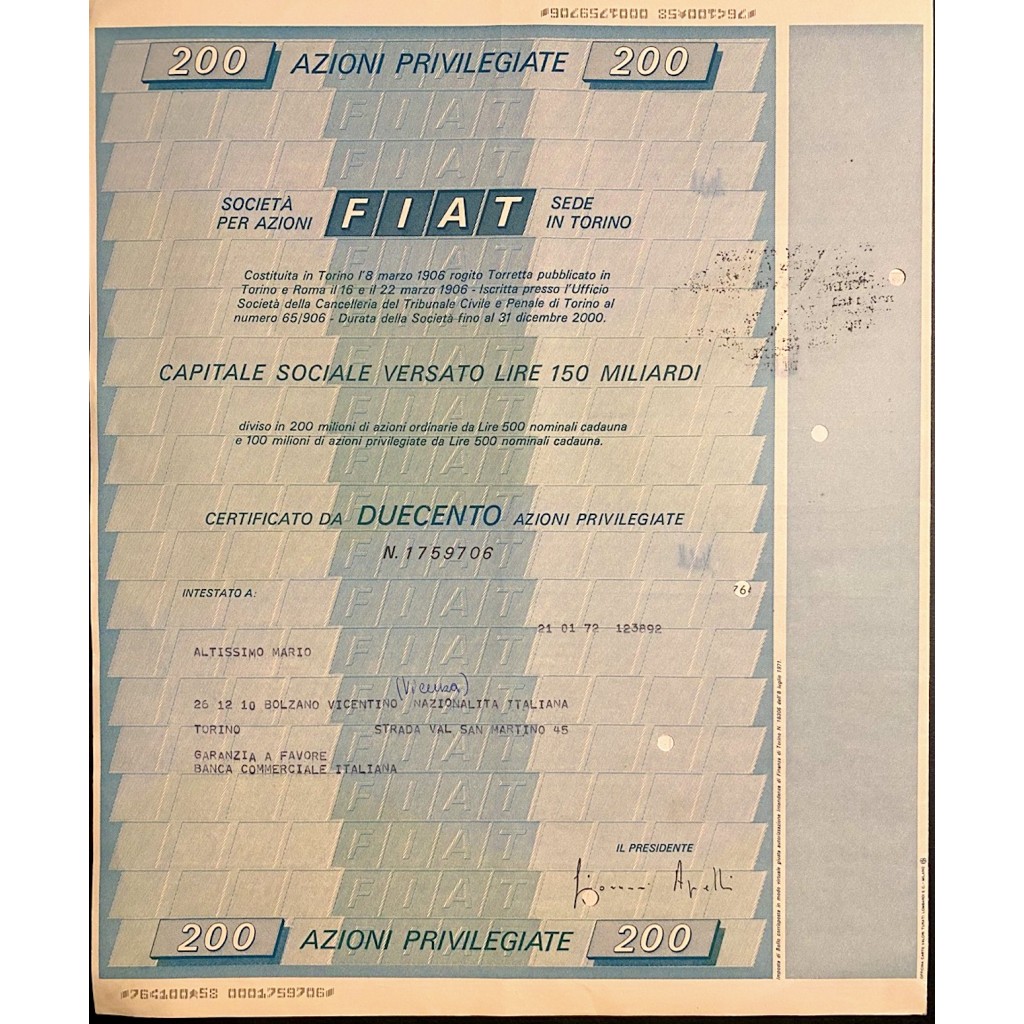 200 AZIONI PRIVILEGIATE 200
SOCIETÀ PER AZIONI FIAT SEDE IN TORINO
Costituita in Torino l'8 marzo 1906 rogito Torretta pubblicato in
Torino e Roma il 16 e il 22 marzo 1906 - Iscritta presso l'Ufficio
Società della Cancelleria del Tribunale Civile e Penale di Torino al
numero 65/906 - Durata della Società fino al 31 dicembre 2000.
CAPITALE SOCIALE VERSATO LIRE 150 MILIARDI
diviso in 200 milioni di azioni ordinarie da Lire 500 nominali cadauna
e 100 milioni di azioni privilegiate da Lire 500 nominali cadauna.
CERTIFICATO DA DUECENTO AZIONI PRIVILEGIATE
N. 1759706
INTESTATO A:
21 01 72 123892
ALTISSIMO MARIO
(Vicenza)
26 12 10 BOLZANO VICENTINO NAZIONALITA ITALIANA
TORINO STRADA VAL SAN MARTINO 45
GARANZIA A FAVORE
BANCA COMMERCIALE ITALIANA
IL PRESIDENTE
Giovanni Agnelli
200 AZIONI PRIVILEGIATE 200
0001759706